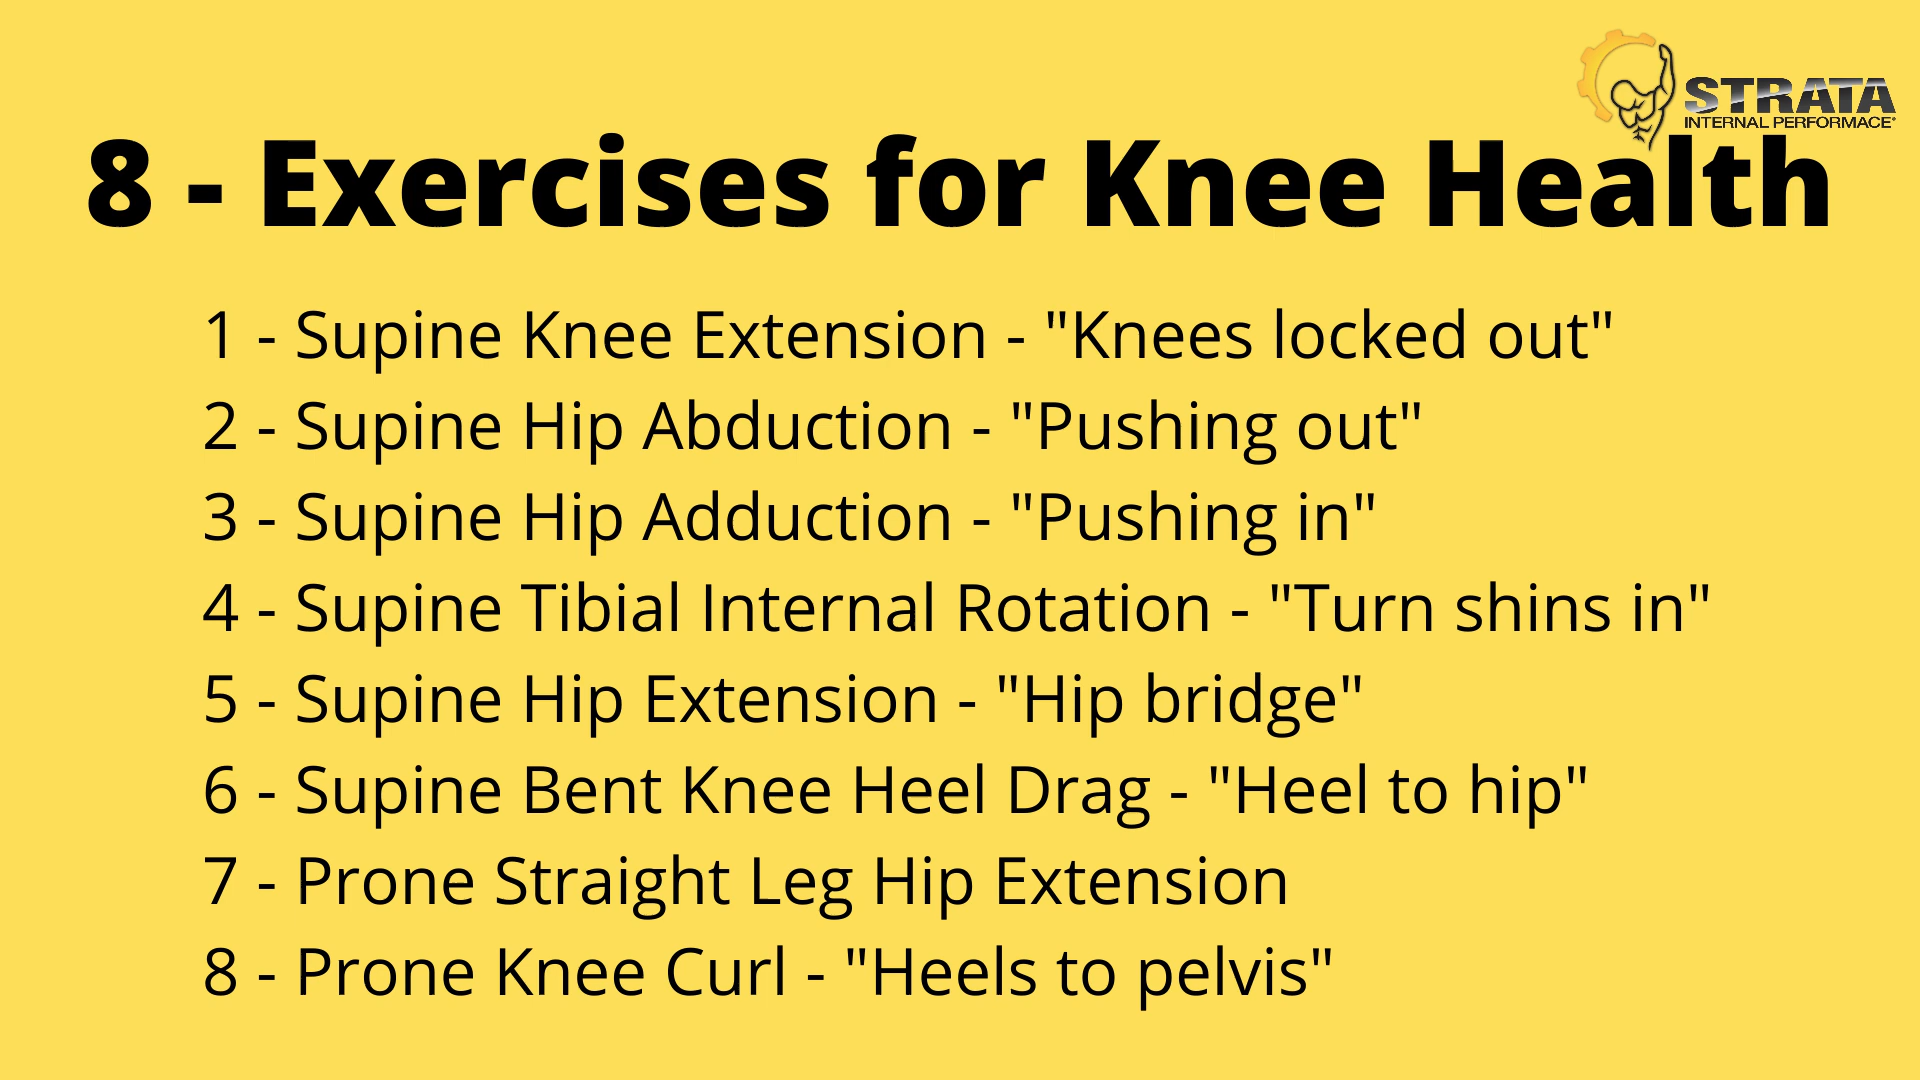 STRATA
INTERNAL PERFORMACE®
8 - Exercises for Knee Health
1 - Supine Knee Extension - "Knees locked out"
2 - Supine Hip Abduction - "Pushing out"
3 - Supine Hip Adduction - "Pushing in"
4 - Supine Tibial Internal Rotation - "Turn shins in"
5 - Supine Hip Extension - "Hip bridge"
6 - Supine Bent Knee Heel Drag - "Heel to hip"
7 - Prone Straight Leg Hip Extension
8 - Prone Knee Curl - "Heels to pelvis"